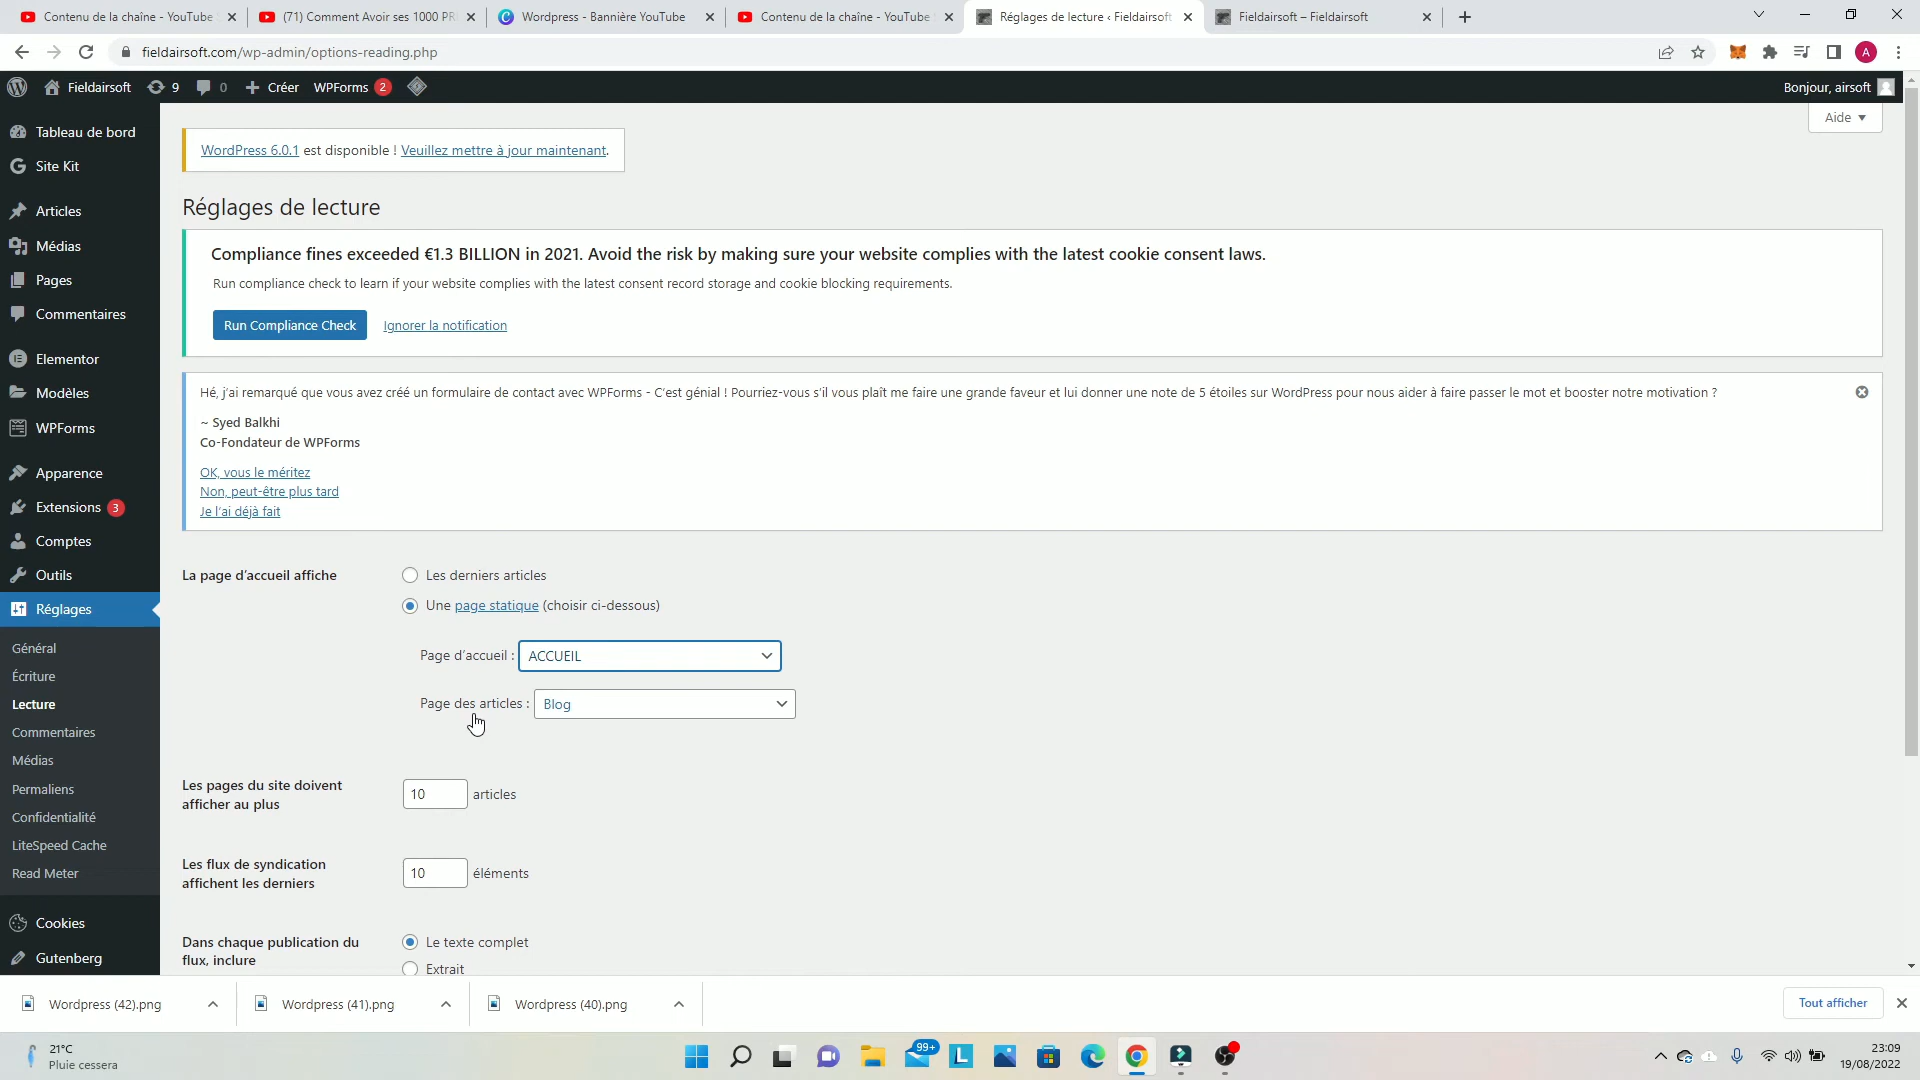 Contenu de la chaîne - YouTube
(71) Comment Avoir ses 1000 PR
Wordpress - Bannière YouTube
Contenu de la chaîne - YouTube
Réglages de lecture ‹ Fieldairsoft
Fieldairsoft – Fieldairsoft
fieldairsoft.com/wp-admin/options-reading.php
A
Fieldairsoft
9
0
Créer
WPForms 2
Bonjour, airsoft
Aide
Tableau de bord
Site Kit
Articles
Médias
Pages
Commentaires
Elementor
Modèles
WPForms
Apparence
Extensions 3
Comptes
Outils
Réglages
Général
Écriture
Lecture
Commentaires
Médias
Permaliens
Confidentialité
LiteSpeed Cache
Read Meter
Cookies
Gutenberg
WordPress 6.0.1 est disponible ! Veuillez mettre à jour maintenant.
Réglages de lecture
Compliance fines exceeded €1.3 BILLION in 2021. Avoid the risk by making sure your website complies with the latest cookie consent laws.
Run compliance check to learn if your website complies with the latest consent record storage and cookie blocking requirements.
Run Compliance Check
Ignorer la notification
Hé, j’ai remarqué que vous avez créé un formulaire de contact avec WPForms - C’est génial ! Pourriez-vous s’il vous plaît me faire une grande faveur et lui donner une note de 5 étoiles sur WordPress pour nous aider à faire passer le mot et booster notre motivation ?
~ Syed Balkhi
Co-Fondateur de WPForms
OK, vous le méritez
Non, peut-être plus tard
Je l’ai déjà fait
La page d’accueil affiche
Les derniers articles
Une page statique (choisir ci-dessous)
Page d’accueil : ACCUEIL
Page des articles : Blog
Les pages du site doivent
afficher au plus
10 articles
Les flux de syndication
affichent les derniers
10 éléments
Dans chaque publication du
flux, inclure
Le texte complet
Extrait
Wordpress (42).png
Wordpress (41).png
Wordpress (40).png
Tout afficher
21°C
Pluie cessera
99+
L
23:09
19/08/2022